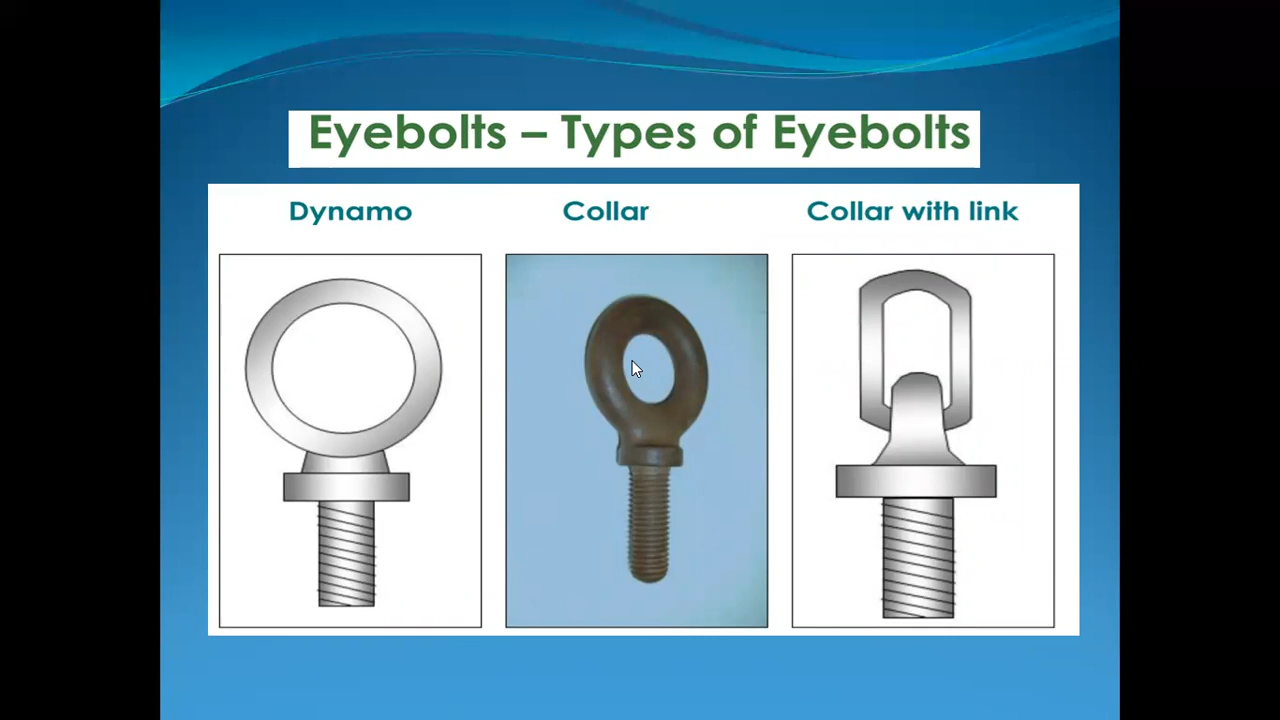 Eyebolts – Types of Eyebolts
Dynamo
Collar
Collar with link